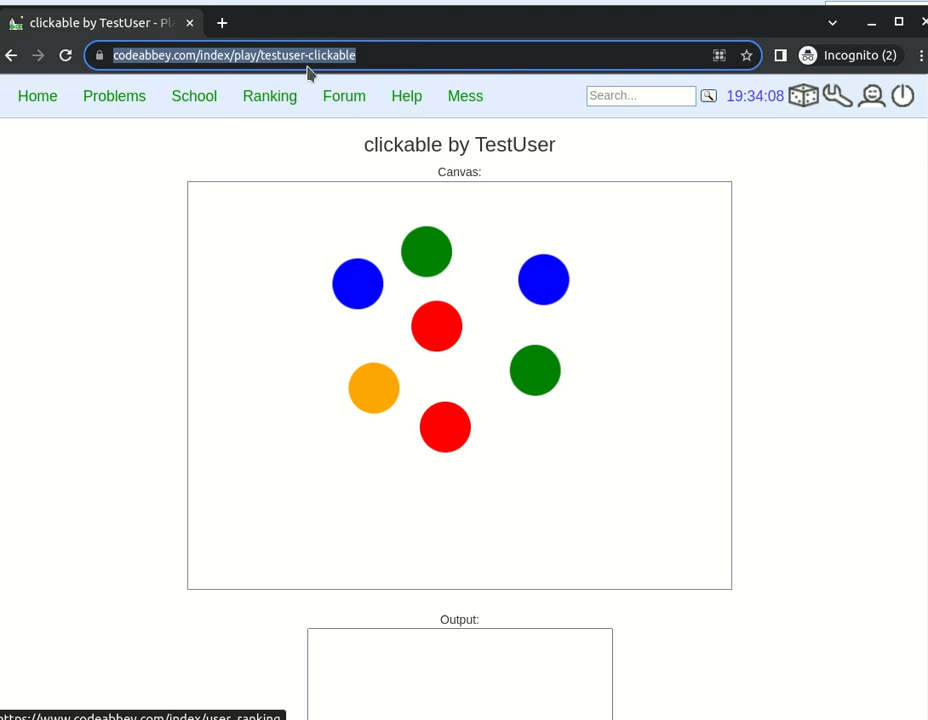 clickable by TestUser - Pl
codeabbey.com/index/play/testuser-clickable
Incognito (2)
Home Problems School Ranking Forum Help Mess Search... 19:34:08
clickable by TestUser
Canvas:
Output:
https://www.codeabbey.com/index/user_ranking